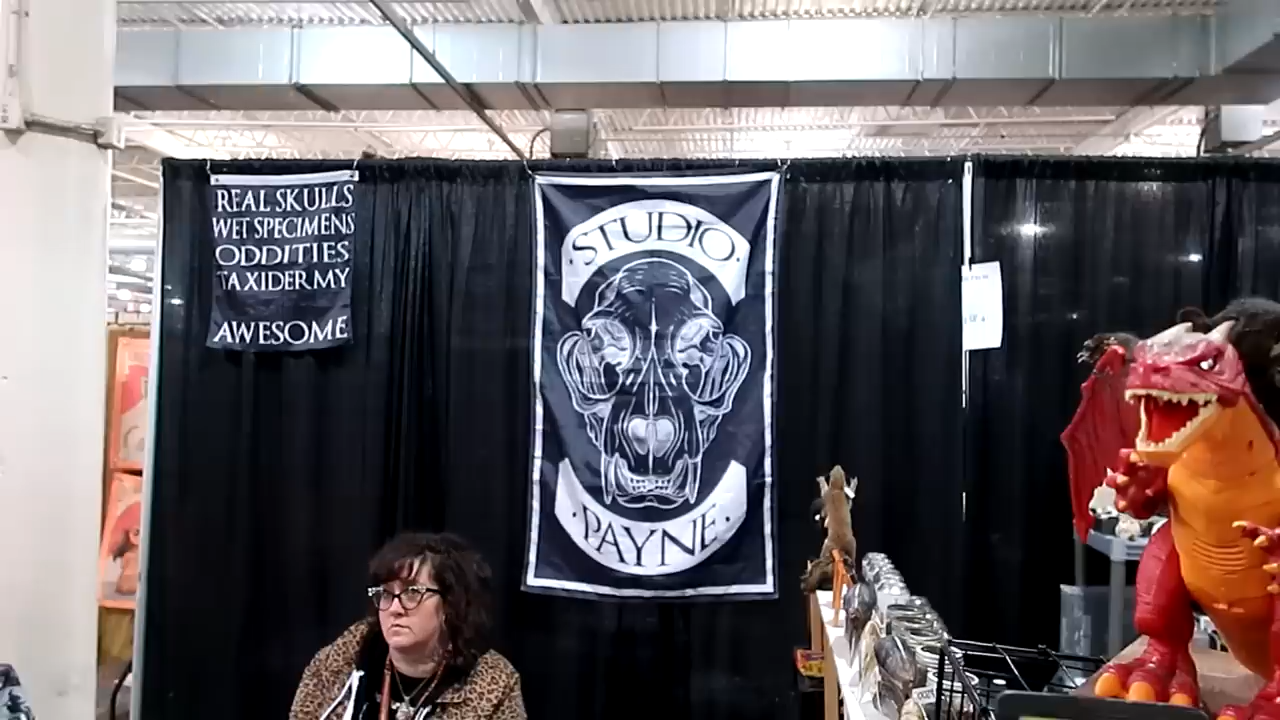 REAL SKULLS
WET SPECIMENS
ODDITIES
TAXIDERMY
AWESOME
·STUDIO·
·PAYNE·